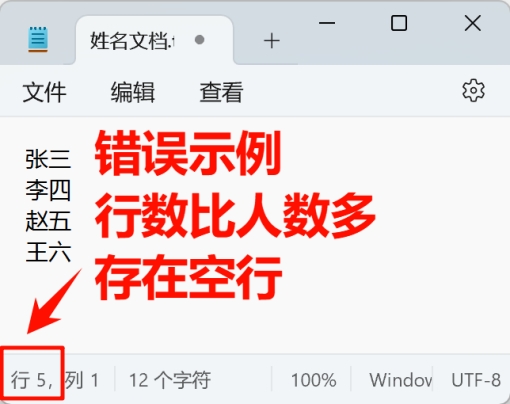 姓名文档.t
文件 编辑 查看
张三
李四
赵五
王六
错误示例
行数比人数多
存在空行
行 5, 列 1 12 个字符 100% Window UTF-8